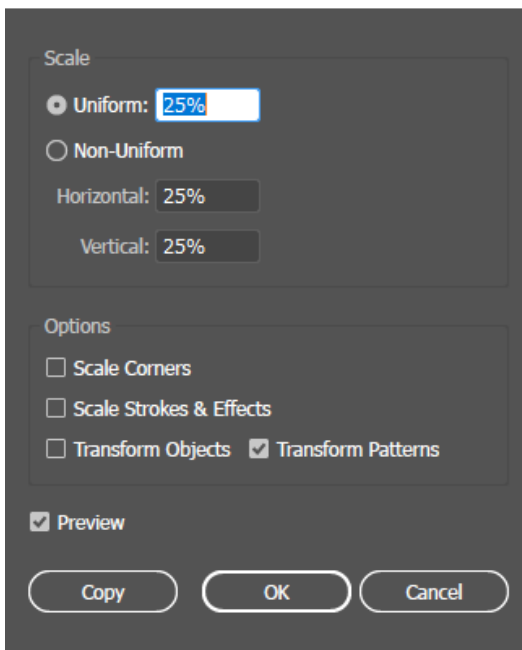 Scale
Uniform: 25%
Non-Uniform
Horizontal: 25%
Vertical: 25%
Options
Scale Corners
Scale Strokes & Effects
Transform Objects Transform Patterns
Preview
Copy OK Cancel